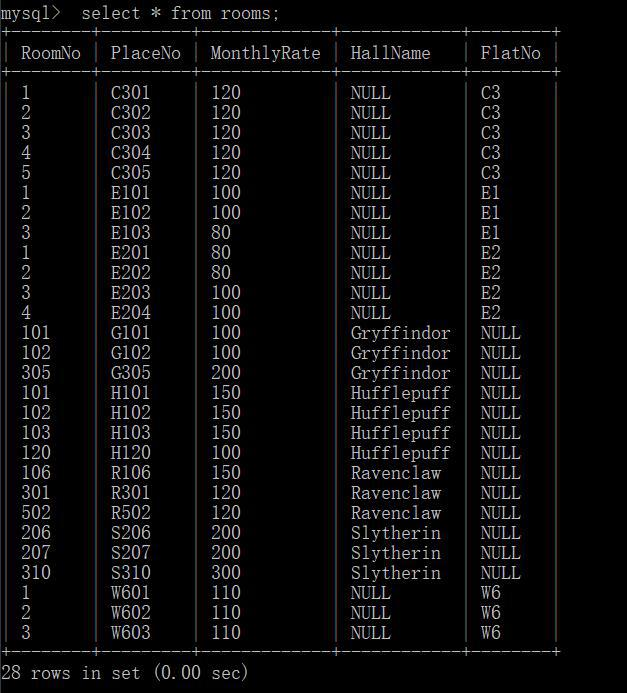 mysql>  select * from rooms;
+--------+---------+-------------+------------+--------+
| RoomNo | PlaceNo | MonthlyRate | HallName   | FlatNo |
+--------+---------+-------------+------------+--------+
| 1      | C301    | 120         | NULL       | C3     |
| 2      | C302    | 120         | NULL       | C3     |
| 3      | C303    | 120         | NULL       | C3     |
| 4      | C304    | 120         | NULL       | C3     |
| 5      | C305    | 120         | NULL       | C3     |
| 1      | E101    | 100         | NULL       | E1     |
| 2      | E102    | 100         | NULL       | E1     |
| 3      | E103    | 80          | NULL       | E1     |
| 1      | E201    | 80          | NULL       | E2     |
| 2      | E202    | 80          | NULL       | E2     |
| 3      | E203    | 100         | NULL       | E2     |
| 4      | E204    | 100         | NULL       | E2     |
| 101    | G101    | 100         | Gryffindor | NULL   |
| 102    | G102    | 100         | Gryffindor | NULL   |
| 305    | G305    | 200         | Gryffindor | NULL   |
| 101    | H101    | 150         | Hufflepuff | NULL   |
| 102    | H102    | 150         | Hufflepuff | NULL   |
| 103    | H103    | 150         | Hufflepuff | NULL   |
| 120    | H120    | 100         | Hufflepuff | NULL   |
| 106    | R106    | 150         | Ravenclaw  | NULL   |
| 301    | R301    | 120         | Ravenclaw  | NULL   |
| 502    | R502    | 120         | Ravenclaw  | NULL   |
| 206    | S206    | 200         | Slytherin  | NULL   |
| 207    | S207    | 200         | Slytherin  | NULL   |
| 310    | S310    | 300         | Slytherin  | NULL   |
| 1      | W601    | 110         | NULL       | W6     |
| 2      | W602    | 110         | NULL       | W6     |
| 3      | W603    | 110         | NULL       | W6     |
+--------+---------+-------------+------------+--------+
28 rows in set (0.00 sec)